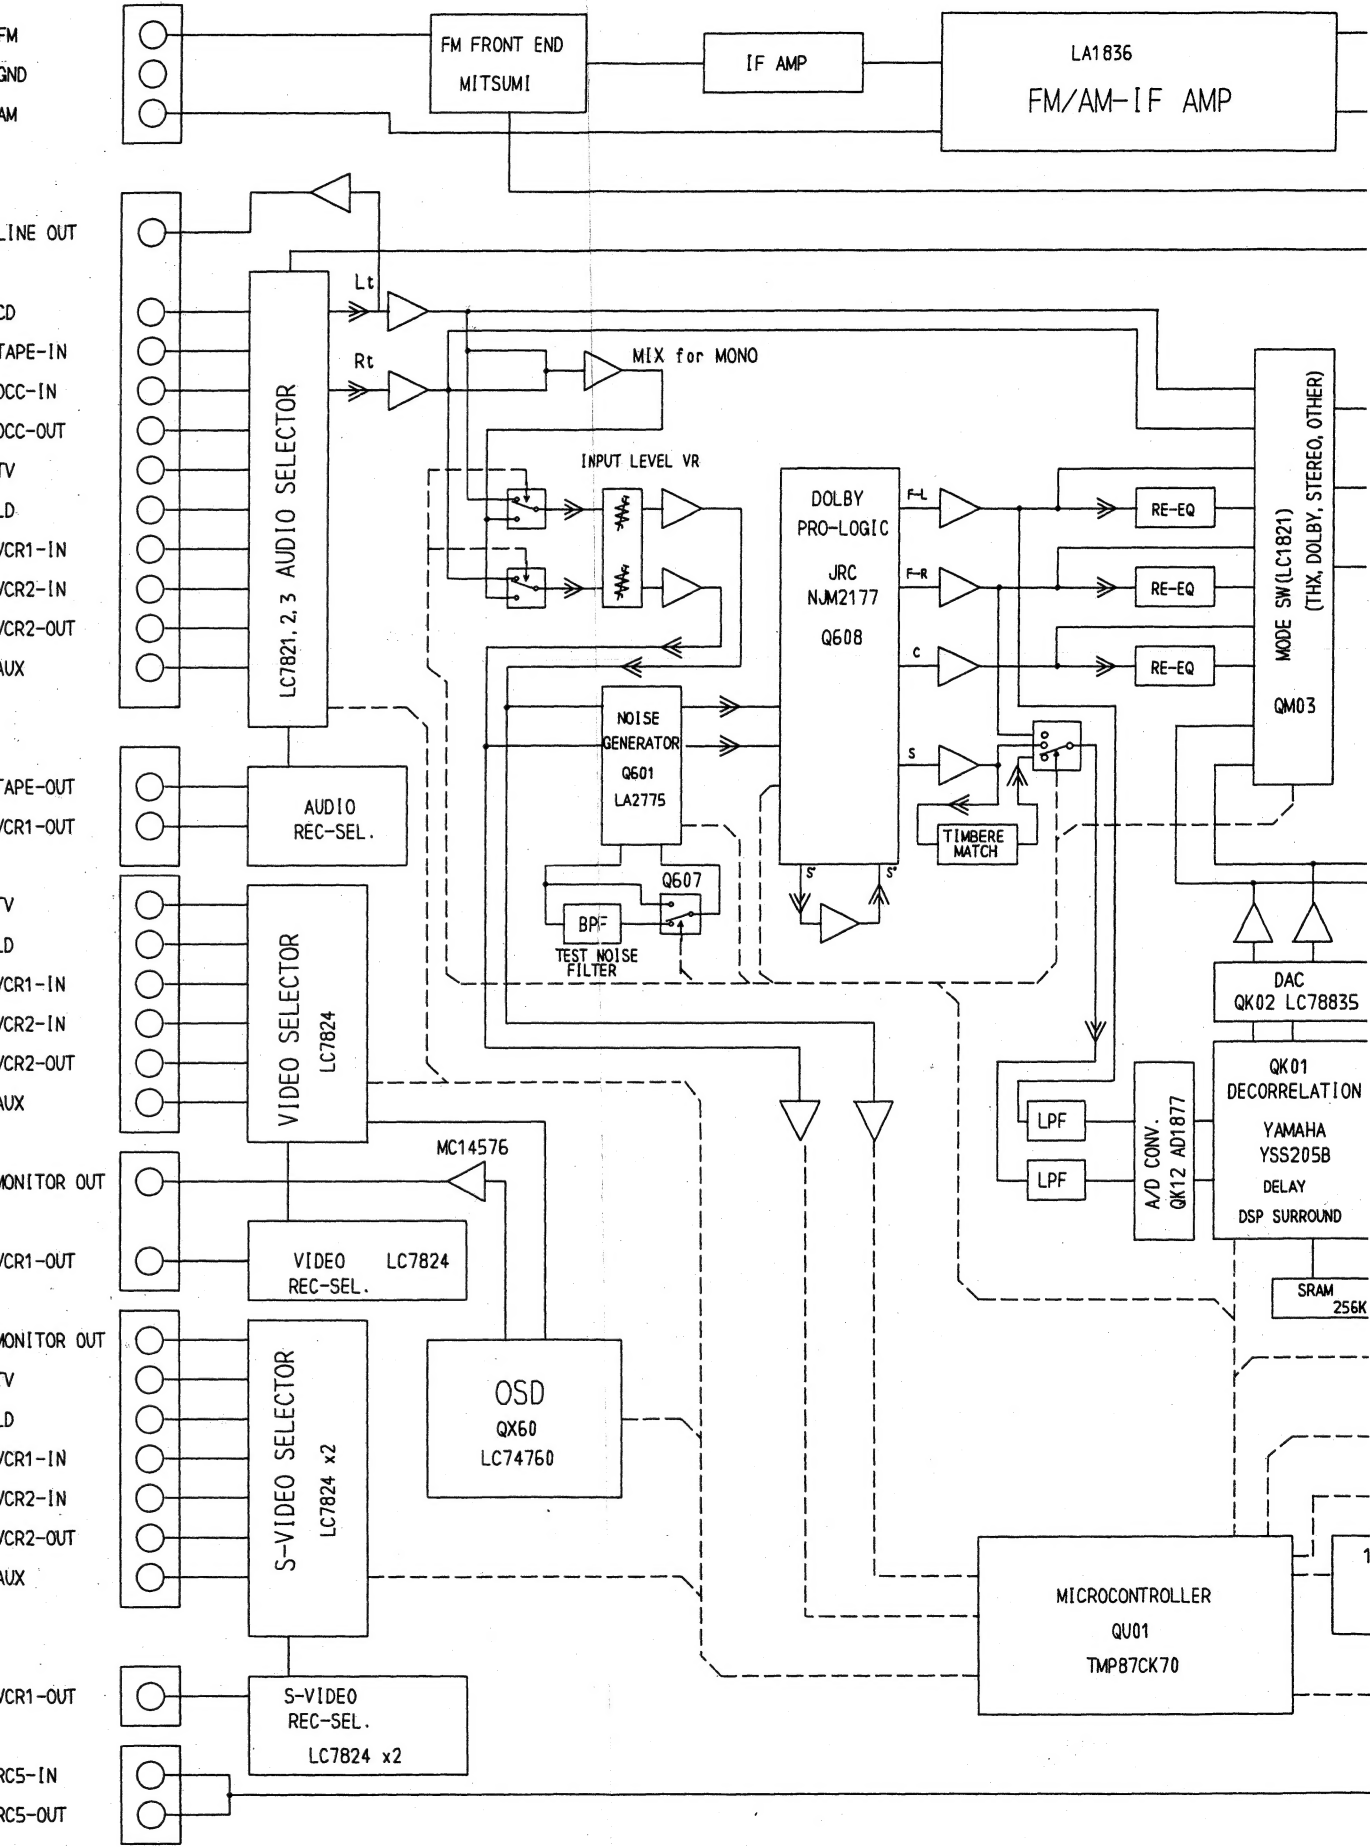 FM
GND
AM
FM FRONT END
MITSUMI
IF AMP
LA1836
FM/AM-IF AMP
LINE OUT
CD
TAPE-IN
DCC-IN
DCC-OUT
TV
LD
VCR1-IN
VCR2-IN
VCR2-OUT
AUX
LC7821, 2, 3 AUDIO SELECTOR
Lt
Rt
MIX for MONO
INPUT LEVEL VR
DOLBY
PRO-LOGIC
JRC
NJM2177
Q608
F-L
F-R
C
S
S'
S'
RE-EQ
RE-EQ
RE-EQ
MODE SW(LC1821)
(THX, DOLBY, STEREO, OTHER)
QM03
NOISE
GENERATOR
Q601
LA2775
Q607
BPF
TEST NOISE
FILTER
TIMBERE
MATCH
TAPE-OUT
VCR1-OUT
AUDIO
REC-SEL.
TV
LD
VCR1-IN
VCR2-IN
VCR2-OUT
AUX
VIDEO SELECTOR
LC7824
DAC
QK02 LC78835
QK01
DECORRELATION
YAMAHA
YSS205B
DELAY
DSP SURROUND
LPF
LPF
A/D CONV.
QK12 AD1877
SRAM
256K
MC14576
MONITOR OUT
VCR1-OUT
VIDEO LC7824
REC-SEL.
MONITOR OUT
TV
LD
VCR1-IN
VCR2-IN
VCR2-OUT
AUX
S-VIDEO SELECTOR
LC7824 x2
OSD
QX60
LC74760
MICROCONTROLLER
QU01
TMP87CK70
1
VCR1-OUT
S-VIDEO
REC-SEL.
LC7824 x2
RC5-IN
RC5-OUT